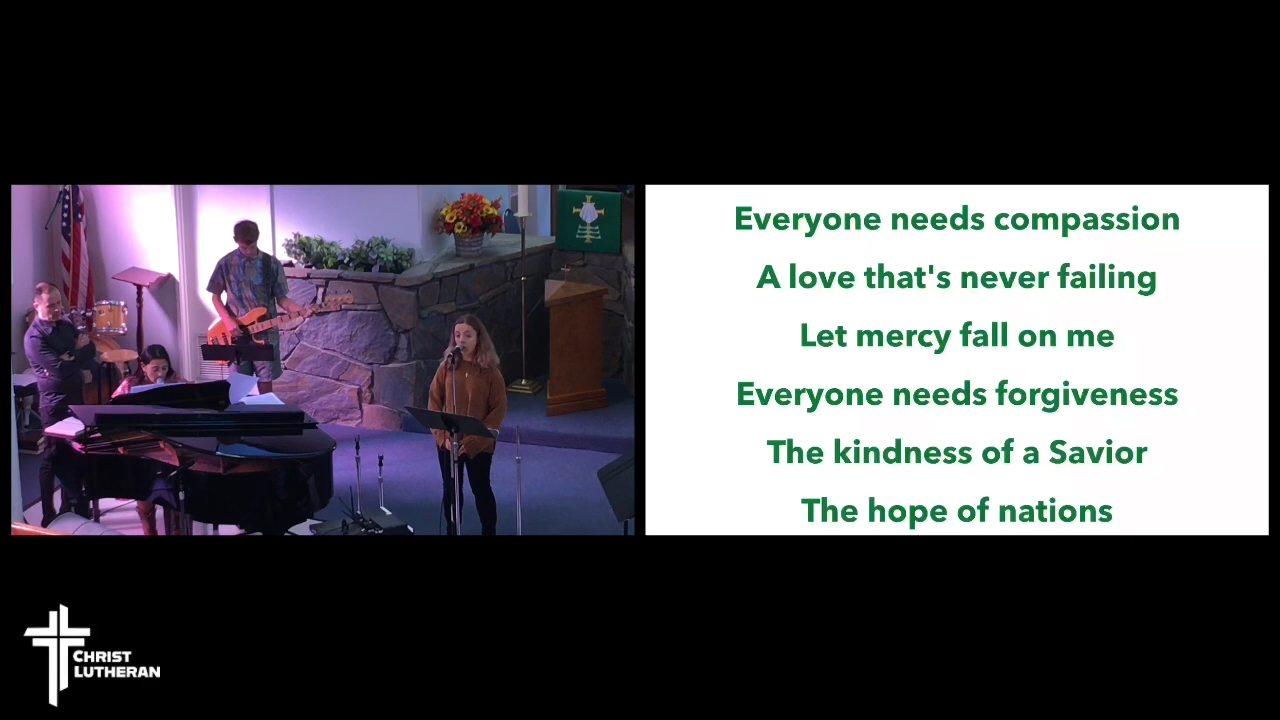 Everyone needs compassion
A love that's never failing
Let mercy fall on me
Everyone needs forgiveness
The kindness of a Savior
The hope of nations
CHRIST
LUTHERAN